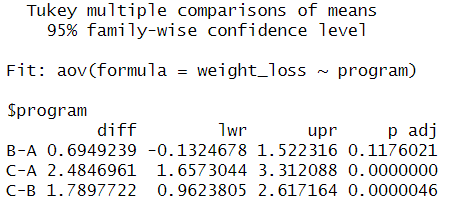 Tukey multiple comparisons of means
95% family-wise confidence level
Fit: aov(formula = weight_loss ~ program)
$program
diff lwr upr p adj
B-A 0.6949239 -0.1324678 1.522316 0.1176021
C-A 2.4846961 1.6573044 3.312088 0.0000000
C-B 1.7897722 0.9623805 2.617164 0.0000046